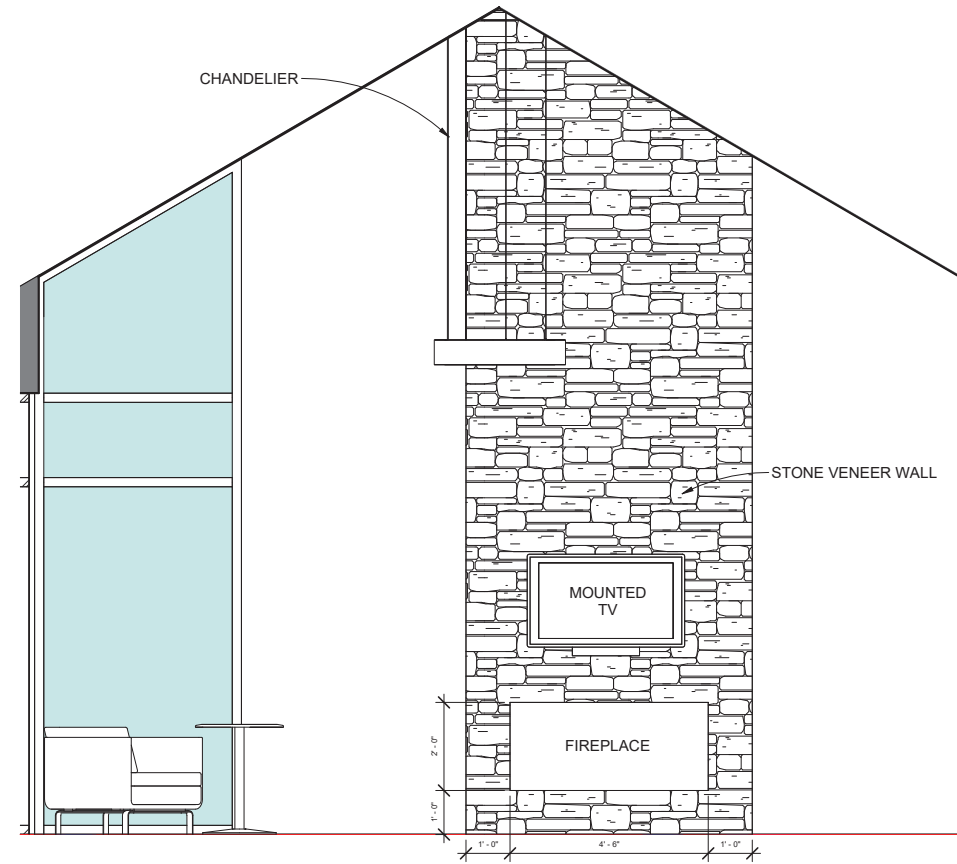 CHANDELIER
STONE VENEER WALL
MOUNTED
TV
FIREPLACE
2' - 0"
1' - 0"
1' - 0"
4' - 6"
1' - 0"